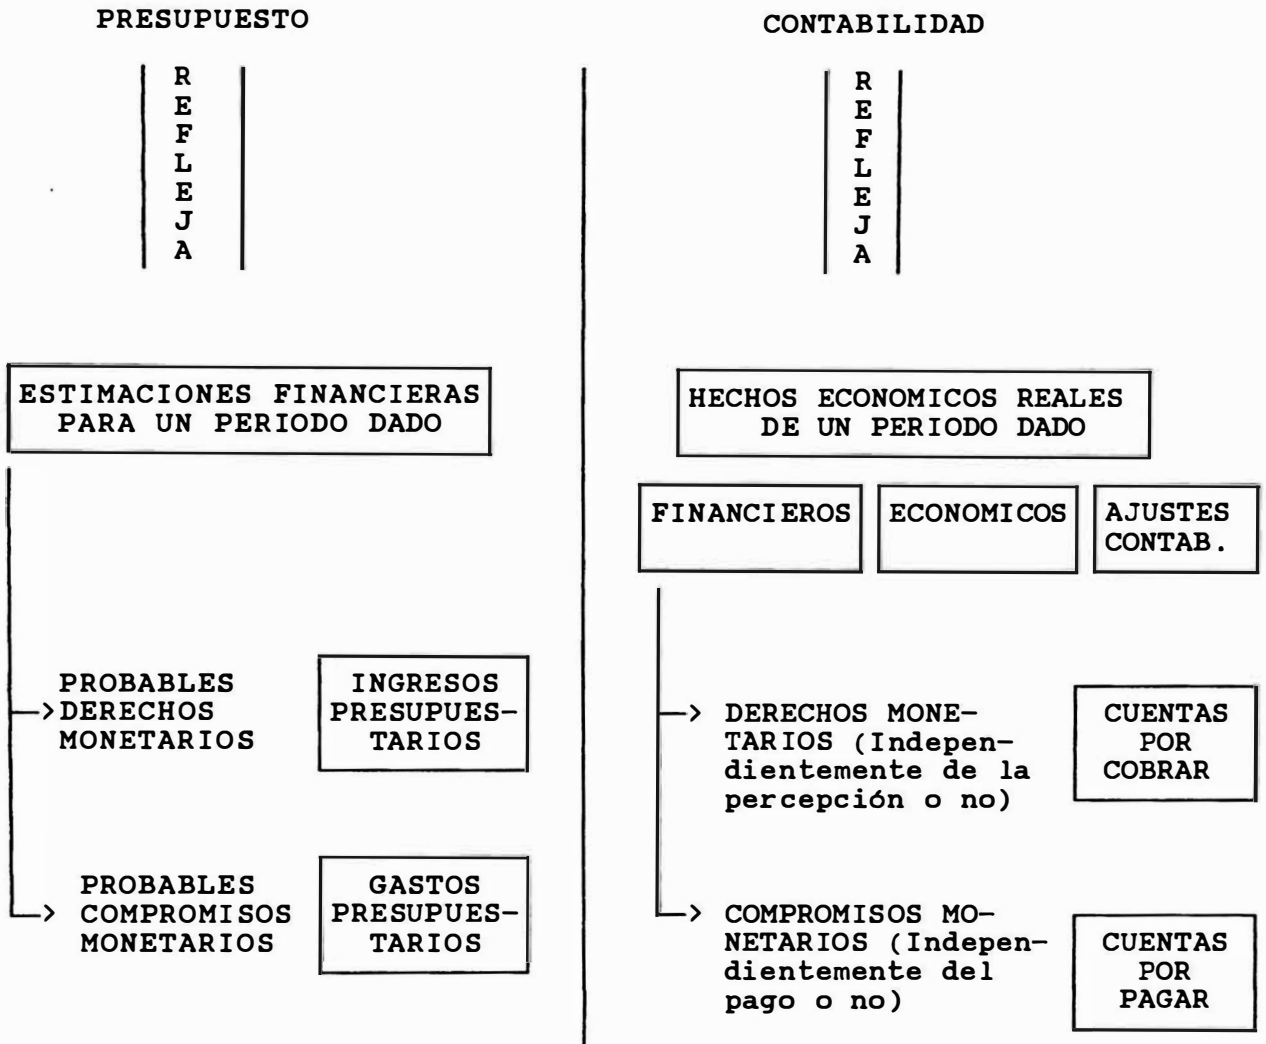 PRESUPUESTO
R
E
F
L
E
J
A
ESTIMACIONES FINANCIERAS
PARA UN PERIODO DADO
PROBABLES
DERECHOS
MONETARIOS
INGRESOS
PRESUPUES-
TARIOS
PROBABLES
COMPROMISOS
MONETARIOS
GASTOS
PRESUPUES-
TARIOS
CONTABILIDAD
R
E
F
L
E
J
A
HECHOS ECONOMICOS REALES
DE UN PERIODO DADO
FINANCIEROS
ECONOMICOS
AJUSTES
CONTAB.
DERECHOS MONE-
TARIOS (Indepen-
dientemente de la
percepción o no)
CUENTAS
POR
COBRAR
COMPROMISOS MO-
NETARIOS (Indepen-
dientemente del
pago o no)
CUENTAS
POR
PAGAR